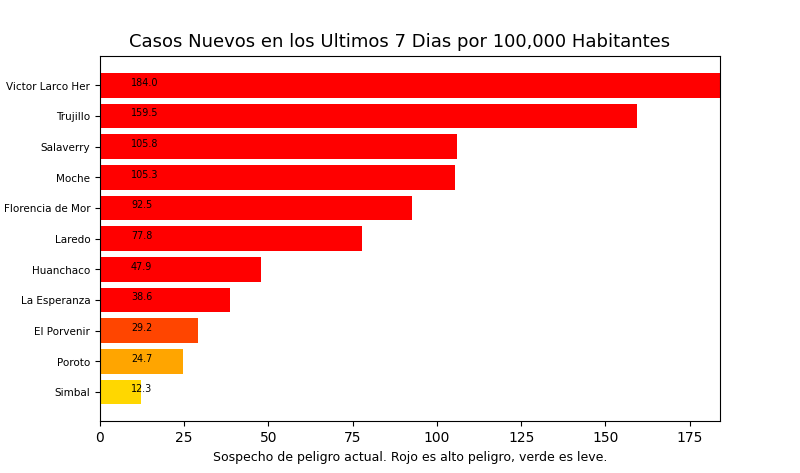 Casos Nuevos en los Ultimos 7 Dias por 100,000 Habitantes
Victor Larco Her 184.0
Trujillo 159.5
Salaverry 105.8
Moche 105.3
Florencia de Mor 92.5
Laredo 77.8
Huanchaco 47.9
La Esperanza 38.6
El Porvenir 29.2
Poroto 24.7
Simbal 12.3
0 25 50 75 100 125 150 175
Sospecho de peligro actual. Rojo es alto peligro, verde es leve.